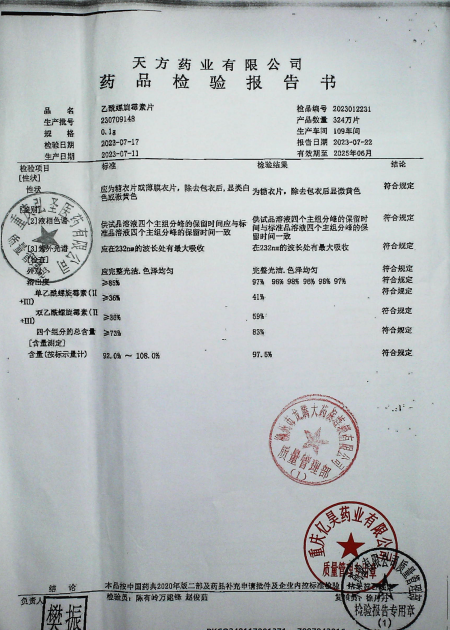 天方药业有限公司
药品检验报告书
品 名 乙酰螺旋霉素片 检品编号 2023012231
生产批号 230709148 产品数量 324万片
规 格 0.1g 生产车间 109车间
检验日期 2023-07-17 报告日期 2023-07-22
生产日期 2023-07-11 有效期至 2025年06月
检验项目 标准 检验结果 结论
[性状]
性状 应为糖衣片或薄膜衣片，除去包衣后，显类白色或微黄色 为糖衣片，除去包衣后显微黄色 符合规定
[鉴别]
[2]液相色谱 供试品溶液四个主组分峰的保留时间应与标准品溶液四个主组分峰的保留时间一致 供试品溶液四个主组分峰的保留时间与标准品溶液四个主组分峰的保留时间一致 符合规定
[3]紫外光谱 应在232nm的波长处有最大吸收 在232nm的波长处有最大吸收 符合规定
[检查]
外观 应完整光洁，色泽均匀 完整光洁，色泽均匀 符合规定
溶出度 ≥85% 97% 96% 98% 96% 98% 97% 符合规定
单乙酰螺旋霉素(II+III) ≥36% 41% 符合规定
双乙酰螺旋霉素(II+III) 59% 符合规定
四个组分的总含量 ≥73% 83% 符合规定
[含量测定]
含量(按标示量计) 92.0% ～ 108.0% 97.5% 符合规定
质量管理部
(1)
重庆亿昊药业有限公司
结 论 本品按中国药典2020年版二部及药品补充申请批件及企业内控标准检验，结果符合规定
负责人 检验员：陈有岭
樊振
检验报告专用章
(1)